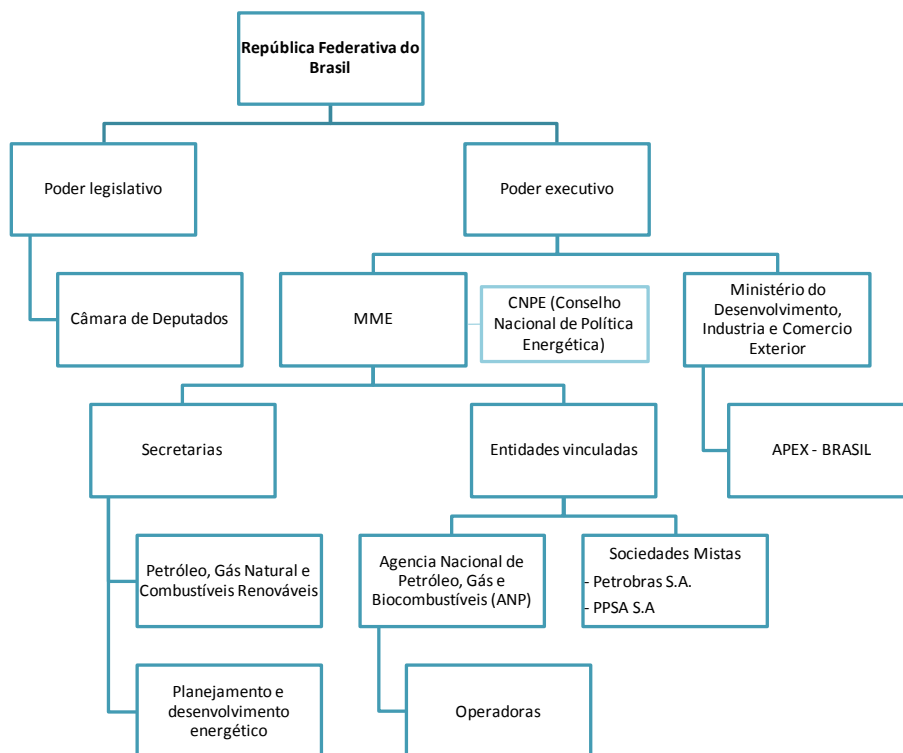 República Federativa do
Brasil
Poder legislativo
Poder executivo
Câmara de Deputados
MME
CNPE (Conselho
Nacional de Política
Energética)
Ministério do
Desenvolvimento,
Industria e Comercio
Exterior
Secretarias
Entidades vinculadas
APEX - BRASIL
Petróleo, Gás Natural e
Combustíveis Renováveis
Agencia Nacional de
Petróleo, Gás e
Biocombustíveis (ANP)
Sociedades Mistas
- Petrobras S.A.
- PPSA S.A
Planejamento e
desenvolvimento
energético
Operadoras